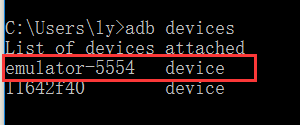 C:\Users\ly>adb devices
List of devices attached
emulator-5554   device
11642f40        device